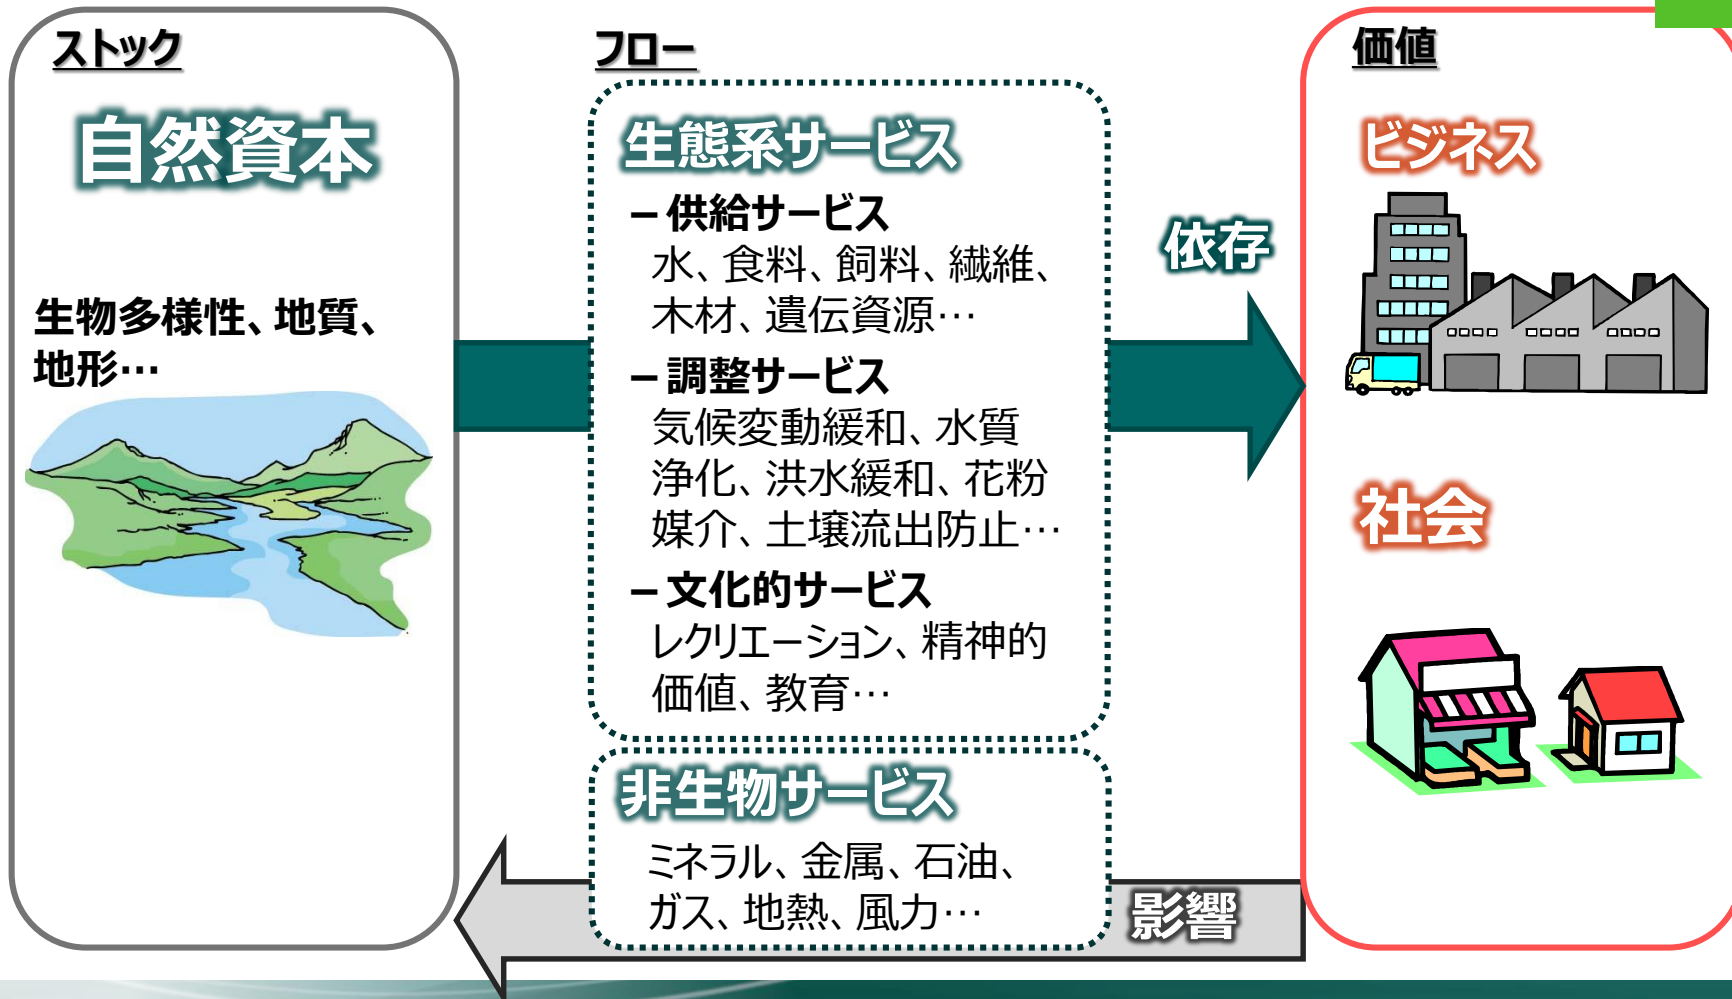 ストック
自然資本
生物多様性、地質、
地形…
フロー
生態系サービス
– 供給サービス
水、食料、飼料、繊維、
木材、遺伝資源…
– 調整サービス
気候変動緩和、水質
浄化、洪水緩和、花粉
媒介、土壌流出防止…
– 文化的サービス
レクリエーション、精神的
価値、教育…
非生物サービス
ミネラル、金属、石油、
ガス、地熱、風力…
依存
影響
価値
ビジネス
社会